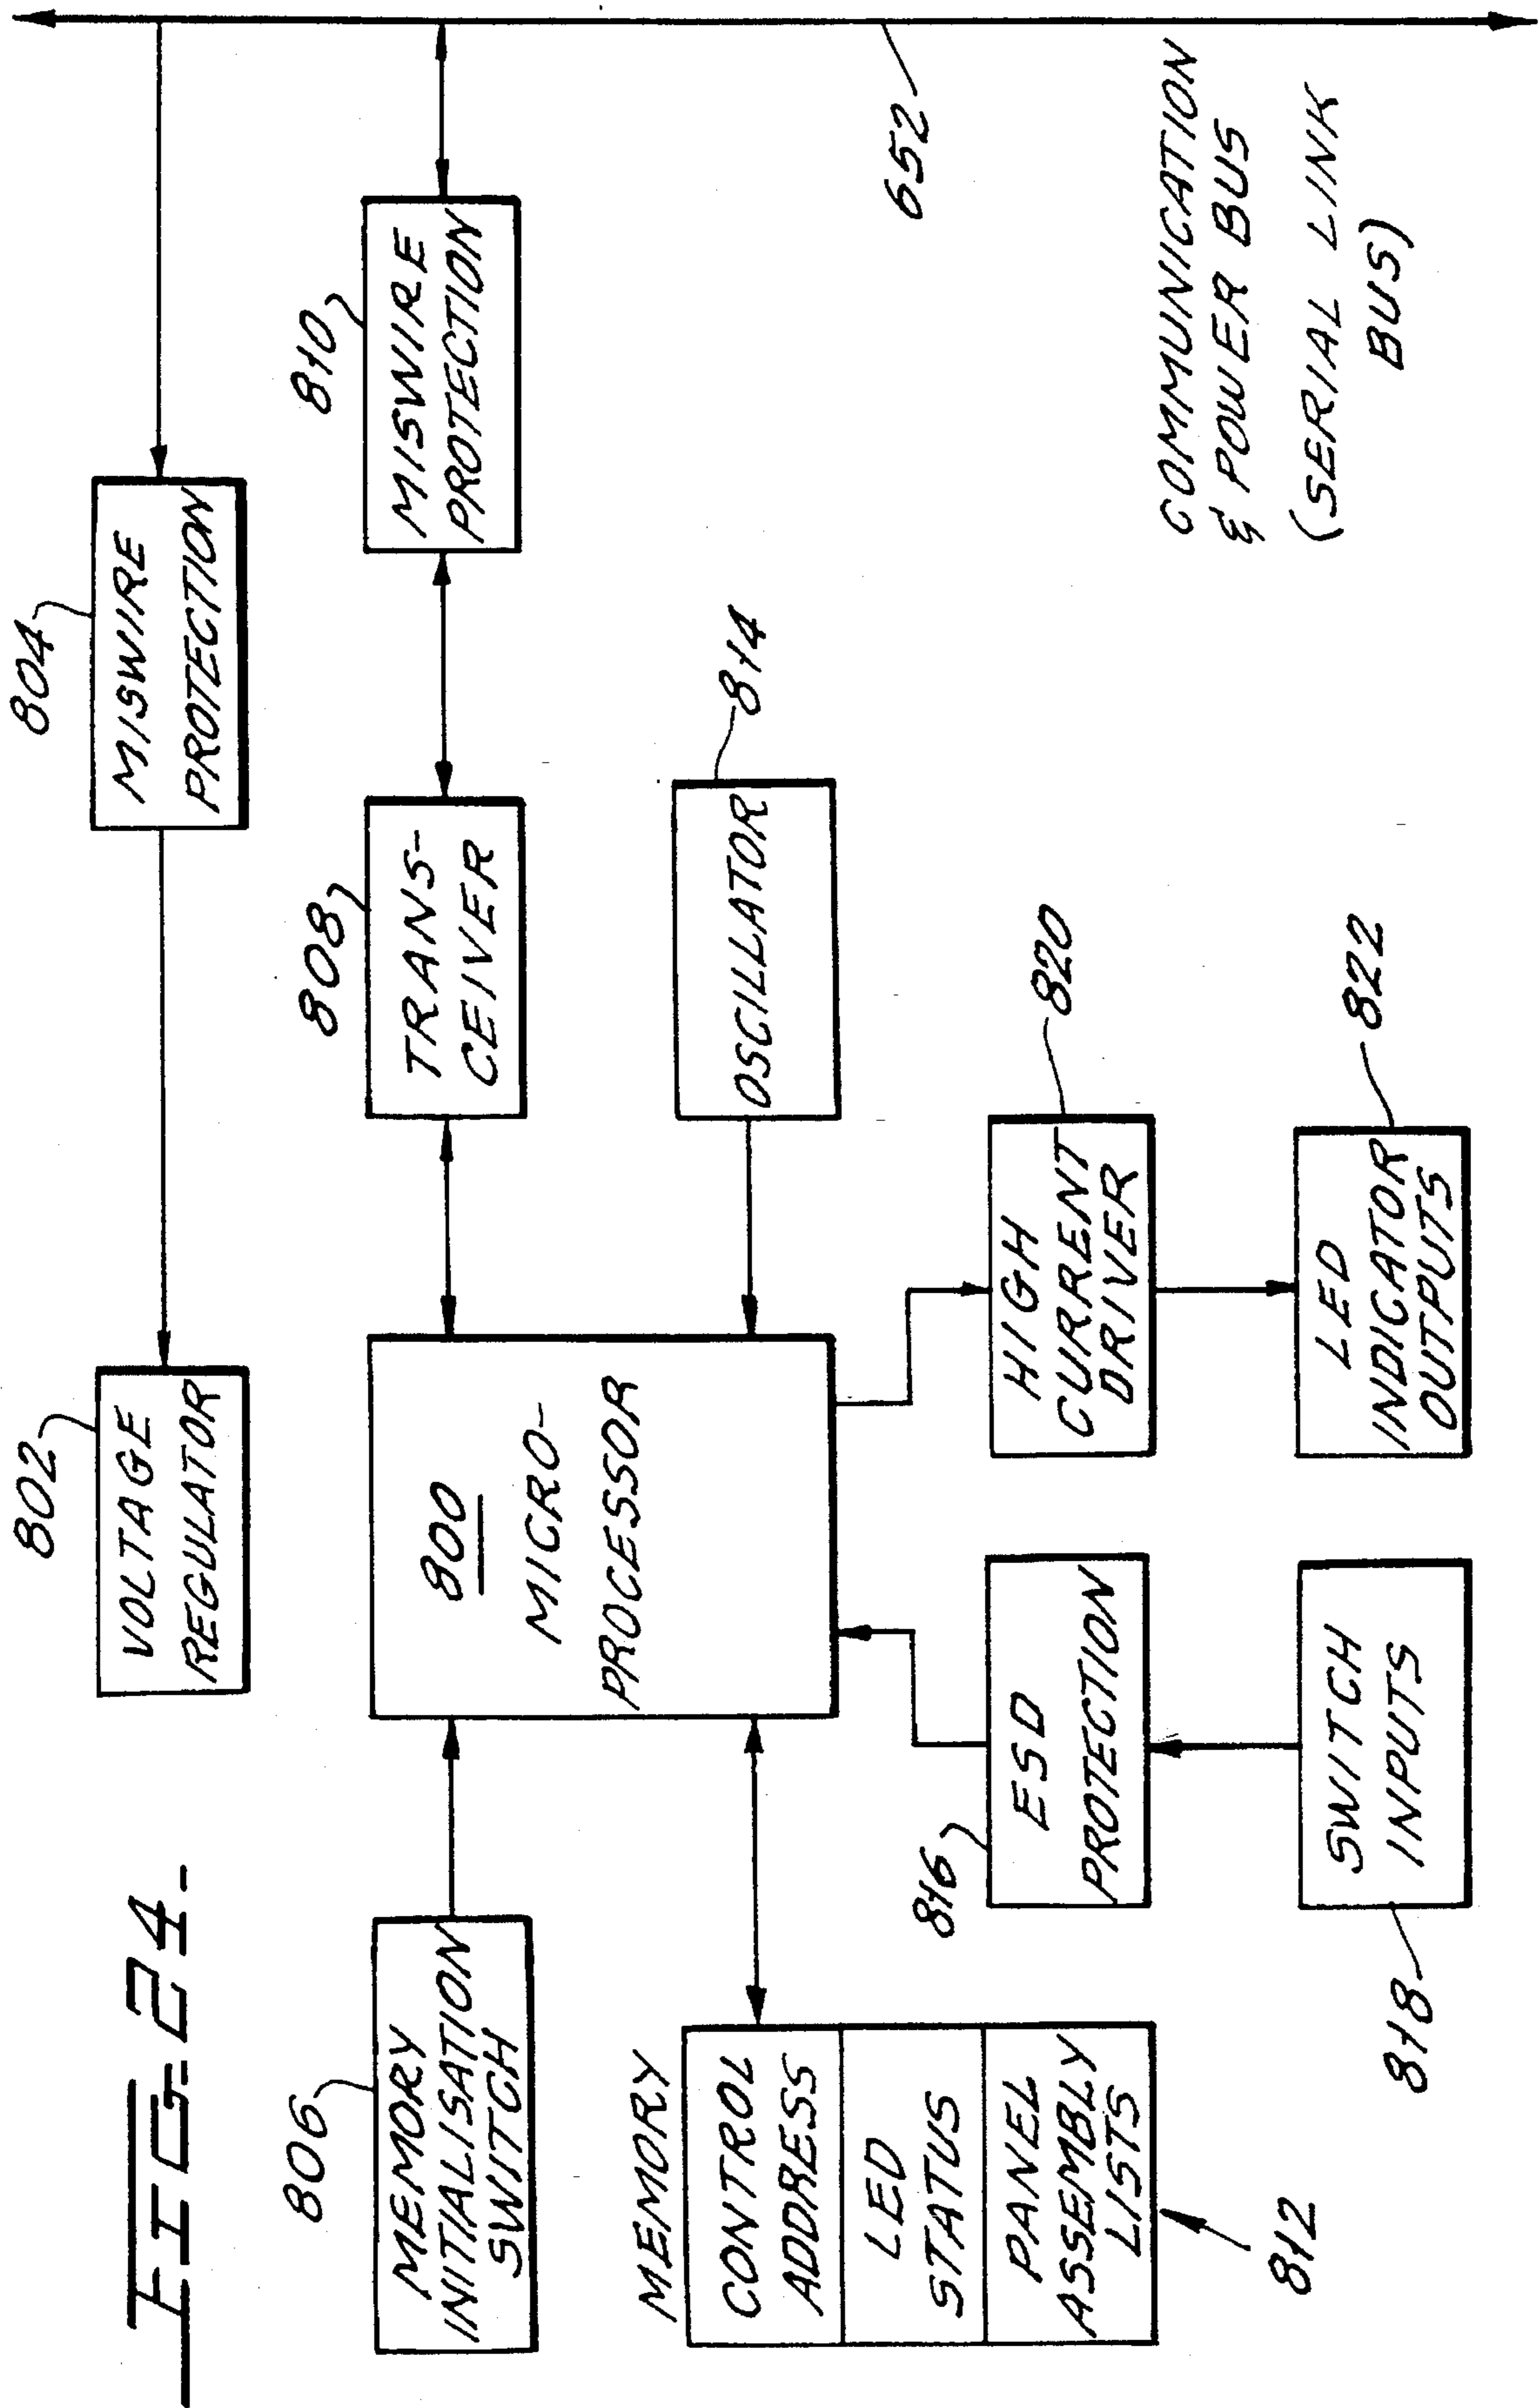 FIG-24-
802
VOLTAGE
REGULATOR
804
MISWIRE
PROTECTION
806
MEMORY
INITIALISATION
SWITCH
800
MICRO-
PROCESSOR
808
TRANS-
CEIVER
810
MISWIRE
PROTECTION
652
MEMORY
CONTROL
ADDRESS
LED
STATUS
PANEL
ASSEMBLY
LISTS
812
OSCILLATOR
814
816
ESD
PROTECTION
818
SWITCH
INPUTS
HIGH
CURRENT
DRIVER
820
LED
INDICATOR
OUTPUTS
822
COMMUNICATION
& POWER BUS
(SERIAL LINK
BUS)